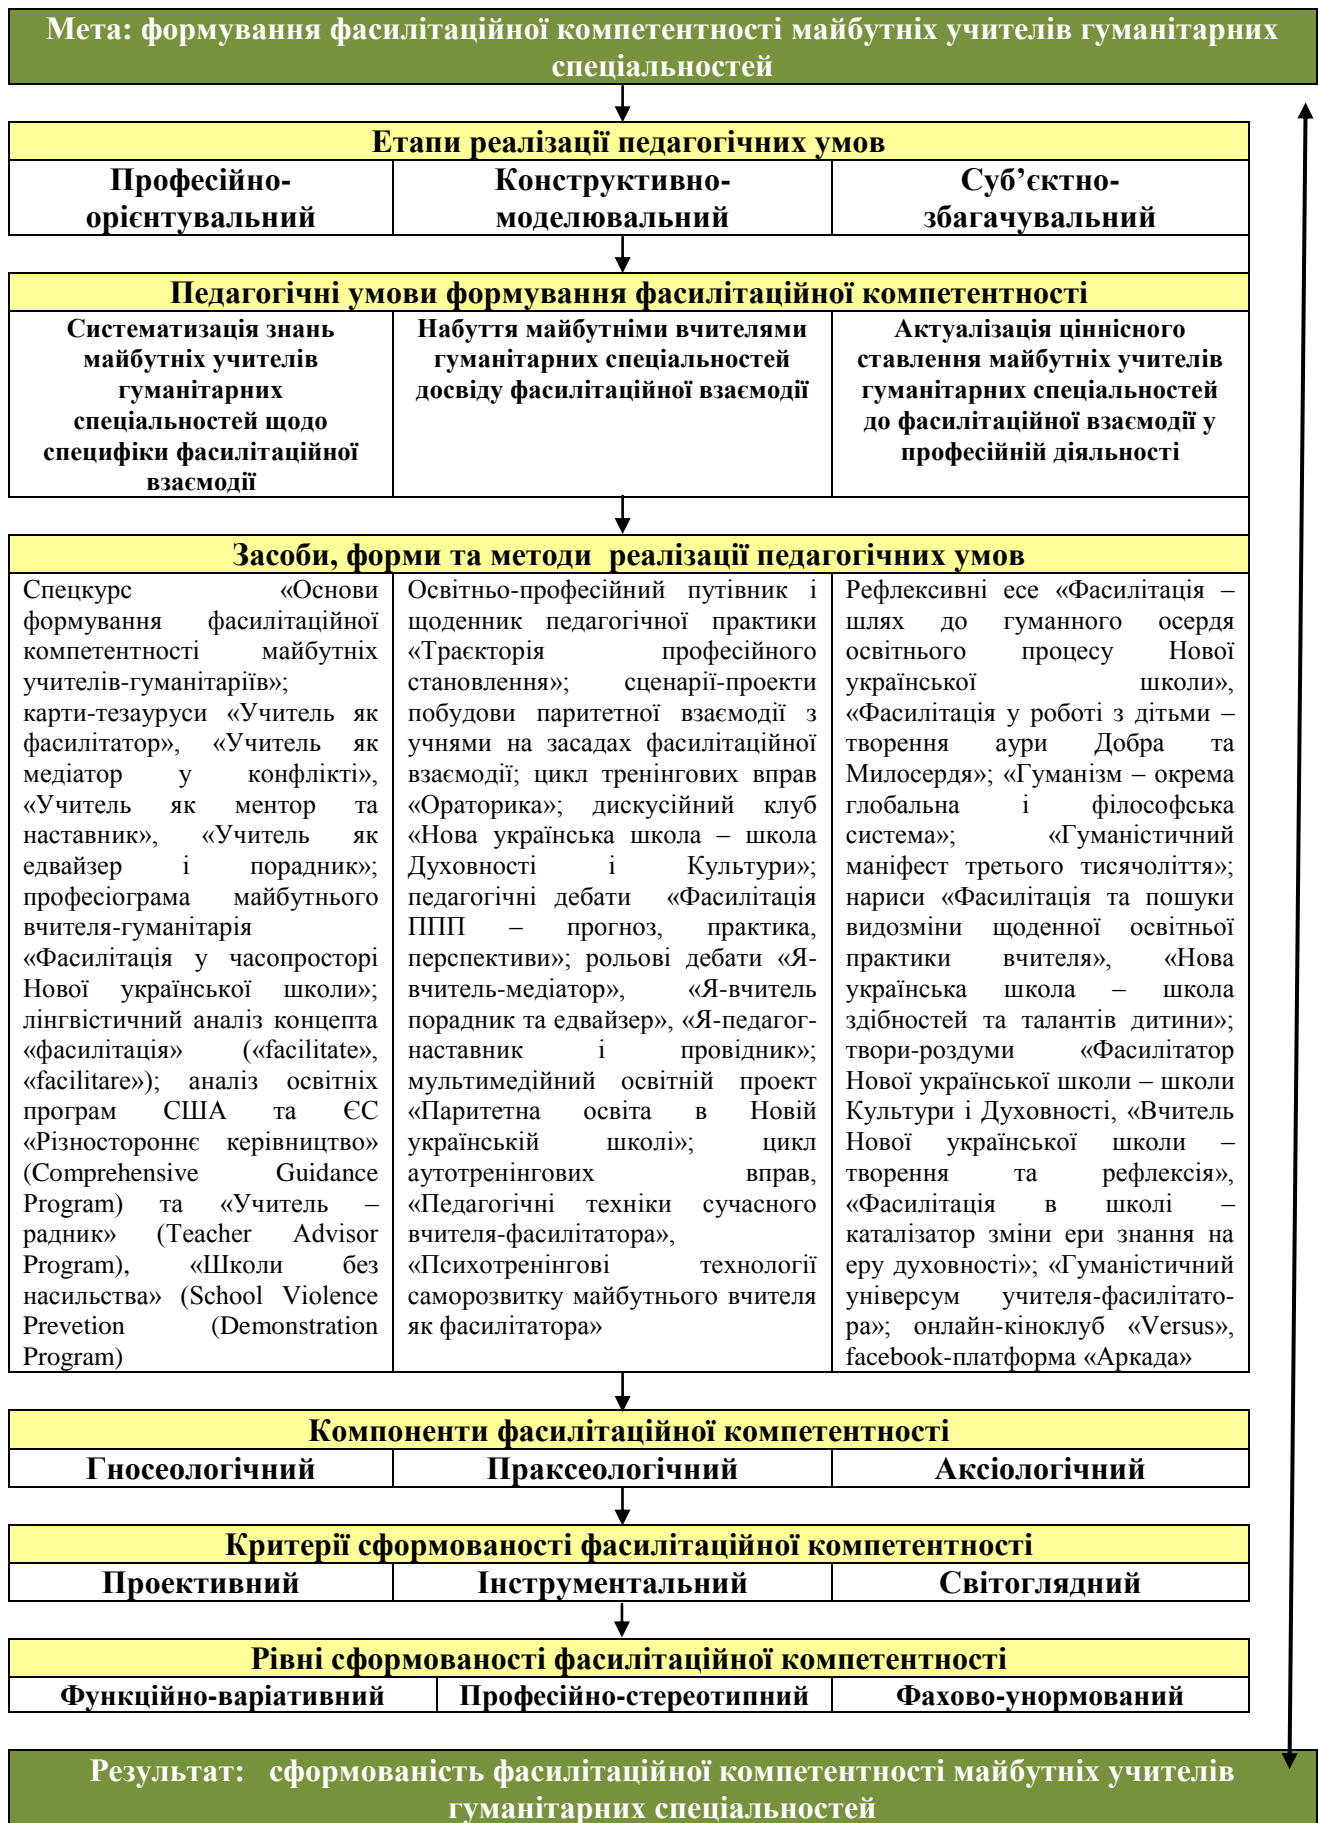 Мета: формування фасилітаційної компетентності майбутніх учителів гуманітарних
спеціальностей
Етапи реалізації педагогічних умов
Професійно-
орієнтувальний
Конструктивно-
моделювальний
Суб’єктно-
збагачувальний
Педагогічні умови формування фасилітаційної компетентності
Систематизація знань
майбутніх учителів
гуманітарних
спеціальностей щодо
специфіки фасилітаційної
взаємодії
Набуття майбутніми вчителями
гуманітарних спеціальностей
досвіду фасилітаційної взаємодії
Актуалізація ціннісного
ставлення майбутніх учителів
гуманітарних спеціальностей
до фасилітаційної взаємодії у
професійній діяльності
Засоби, форми та методи реалізації педагогічних умов
Спецкурс «Основи
формування фасилітаційної
компетентності майбутніх
учителів-гуманітаріїв»;
карти-тезауруси «Учитель як
фасилітатор», «Учитель як
медіатор у конфлікті»,
«Учитель як ментор та
наставник», «Учитель як
едвайзер і порадник»;
професіограма майбутнього
вчителя-гуманітарія
«Фасилітація у часопросторі
Нової української школи»;
лінгвістичний аналіз концепта
«фасилітація» («facilitate»,
«facilitare»); аналіз освітніх
програм США та ЄС
«Різностороннє керівництво»
(Comprehensive Guidance
Program) та «Учитель –
радник» (Teacher Advisor
Program), «Школи без
насильства» (School Violence
Prevetion (Demonstration
Program)
Освітньо-професійний путівник і
щоденник педагогічної практики
«Траєкторія професійного
становлення»; сценарії-проекти
побудови паритетної взаємодії з
учнями на засадах фасилітаційної
взаємодії; цикл тренінгових вправ
«Ораторика»; дискусійний клуб
«Нова українська школа – школа
Духовності і Культури»;
педагогічні дебати «Фасилітація
ППП – прогноз, практика,
перспективи»; рольові дебати «Я-
вчитель-медіатор», «Я-вчитель
порадник та едвайзер», «Я-педагог-
наставник і провідник»;
мультимедійний освітній проект
«Паритетна освіта в Новій
українській школі»; цикл
аутотренінгових вправ,
«Педагогічні техніки сучасного
вчителя-фасилітатора»,
«Психотренінгові технології
саморозвитку майбутнього вчителя
як фасилітатора»
Рефлексивні есе «Фасилітація –
шлях до гуманного осердя
освітнього процесу Нової
української школи»,
«Фасилітація у роботі з дітьми –
творення аури Добра та
Милосердя»; «Гуманізм – окрема
глобальна і філософська
система»; «Гуманістичний
маніфест третього тисячоліття»;
нариси «Фасилітація та пошуки
видозміни щоденної освітньої
практики вчителя», «Нова
українська школа – школа
здібностей та талантів дитини»;
твори-роздуми «Фасилітатор
Нової української школи – школи
Культури і Духовності, «Вчитель
Нової української школи –
творення та рефлексія»,
«Фасилітація в школі –
каталізатор зміни ери знання на
еру духовності»; «Гуманістичний
універсум учителя-фасилітато-
ра»; онлайн-кіноклуб «Versus»,
facebook-платформа «Аркада»
Компоненти фасилітаційної компетентності
Гносеологічний
Праксеологічний
Аксіологічний
Критерії сформованості фасилітаційної компетентності
Проективний
Інструментальний
Світоглядний
Рівні сформованості фасилітаційної компетентності
Функційно-варіативний
Професійно-стереотипний
Фахово-унормований
Результат: сформованість фасилітаційної компетентності майбутніх учителів
гуманітарних спеціальностей